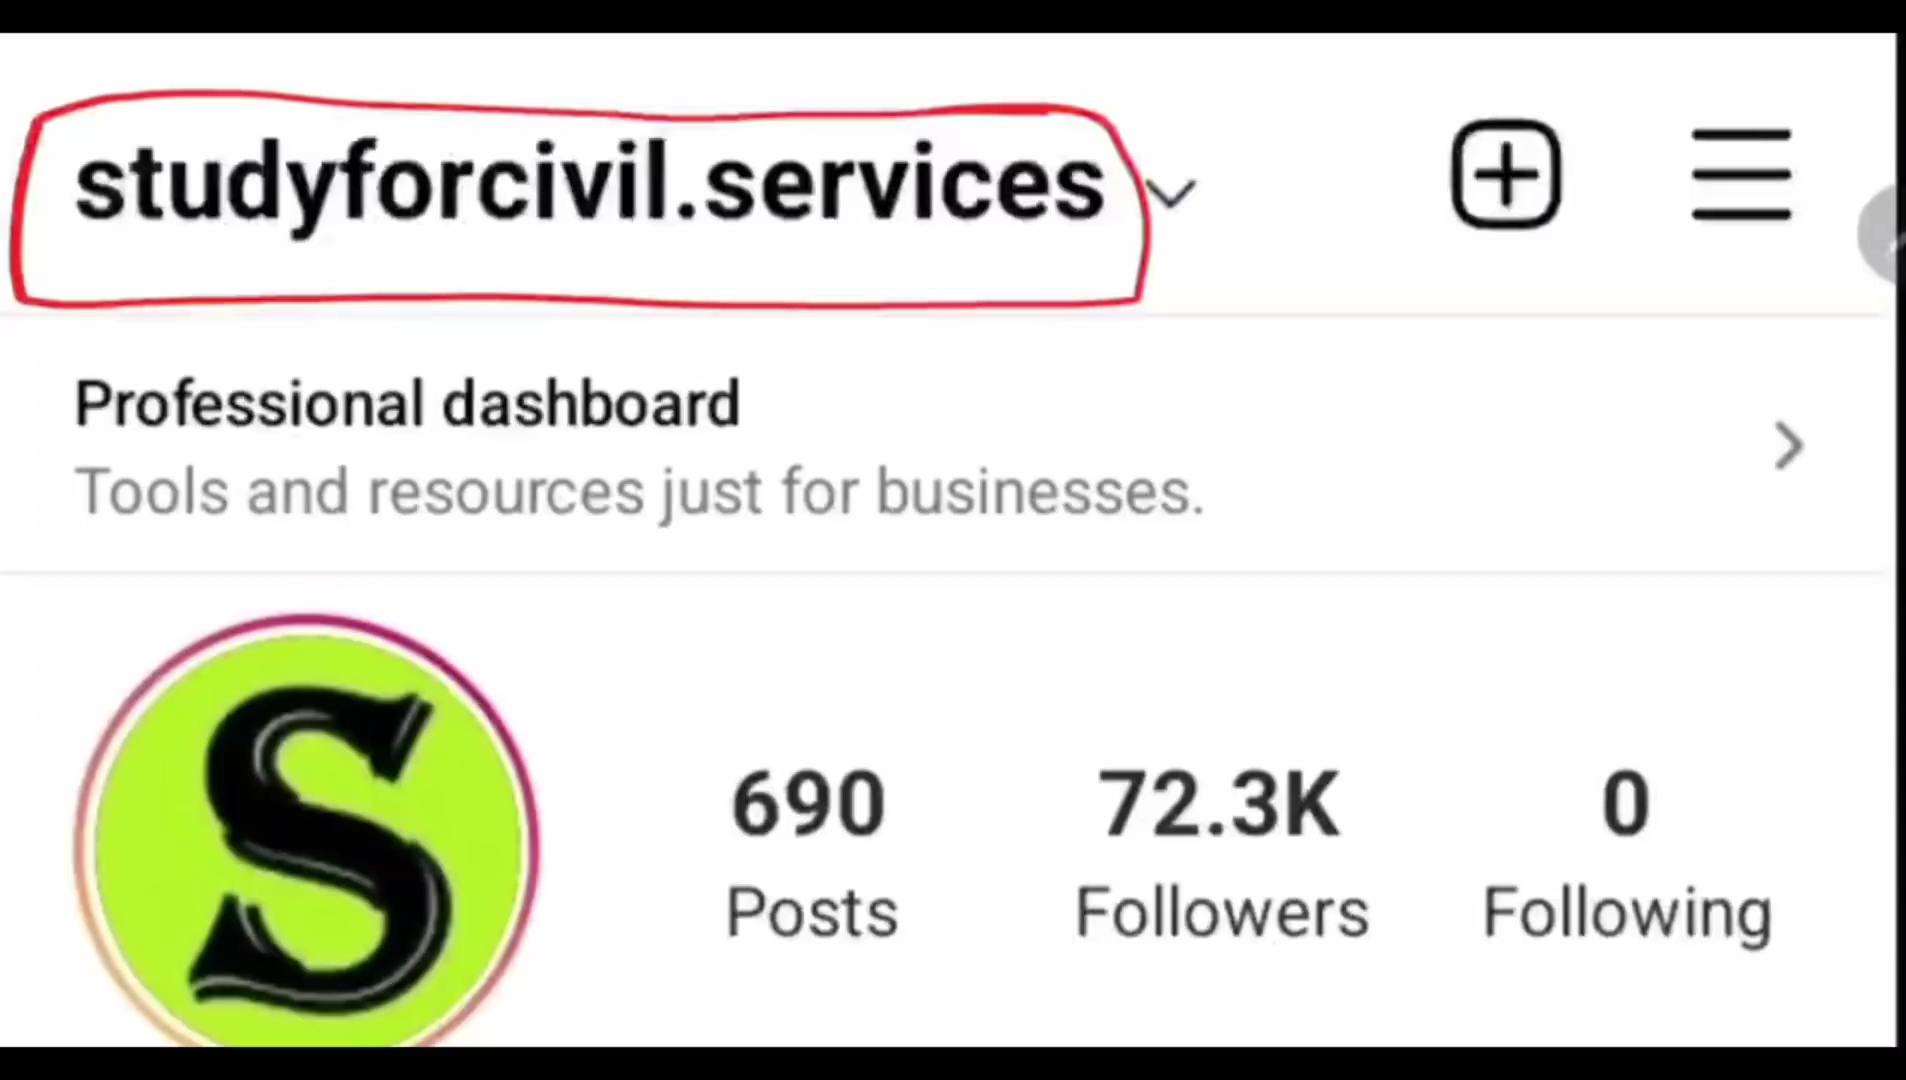 studyforcivil.services
Professional dashboard
Tools and resources just for businesses.
S
690 72.3K 0
Posts Followers Following